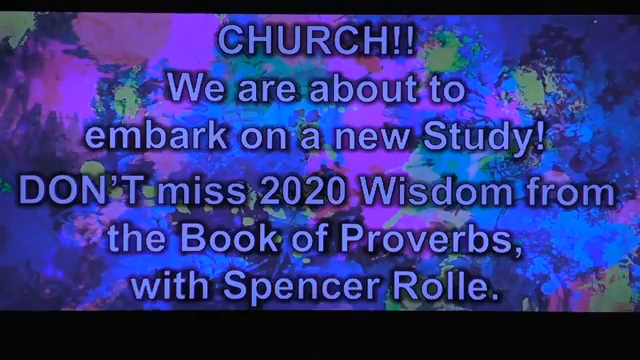 CHURCH!!
We are about to
embark on a new Study!
DON'T miss 2020 Wisdom from
the Book of Proverbs,
with Spencer Rolle.